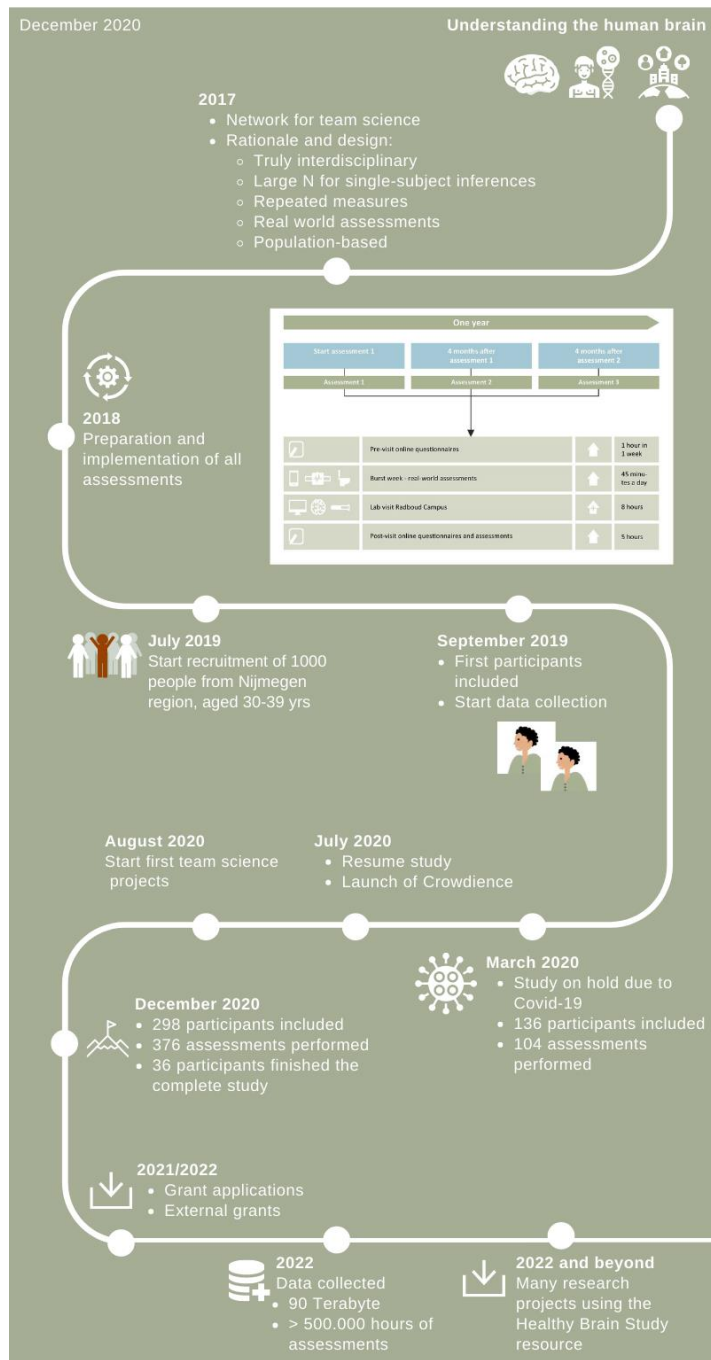 December 2020
Understanding the human brain
2017
• Network for team science
• Rationale and design:
◦ Truly interdisciplinary
◦ Large N for single-subject inferences
◦ Repeated measures
◦ Real world assessments
◦ Population-based
One year
Start assessment 1
4 months after
assessment 1
4 months after
assessment 2
Assessment 1
Assessment 2
Assessment 3
Pre-visit online questionnaires
1 hour in
1 week
Burst week - real-world assessments
45 minu-
tes a day
Lab visit Radboud Campus
8 hours
Post-visit online questionnaires and assessments
5 hours
2018
Preparation and
implementation of all
assessments
July 2019
Start recruitment of 1000
people from Nijmegen
region, aged 30-39 yrs
September 2019
• First participants
included
• Start data collection
August 2020
Start first team science
projects
July 2020
• Resume study
• Launch of Crowdience
March 2020
• Study on hold due to
Covid-19
• 136 participants included
• 104 assessments
performed
December 2020
• 298 participants included
• 376 assessments performed
• 36 participants finished the
complete study
2021/2022
• Grant applications
• External grants
2022
Data collected
• 90 Terabyte
• > 500.000 hours of
assessments
2022 and beyond
Many research
projects using the
Healthy Brain Study
resource